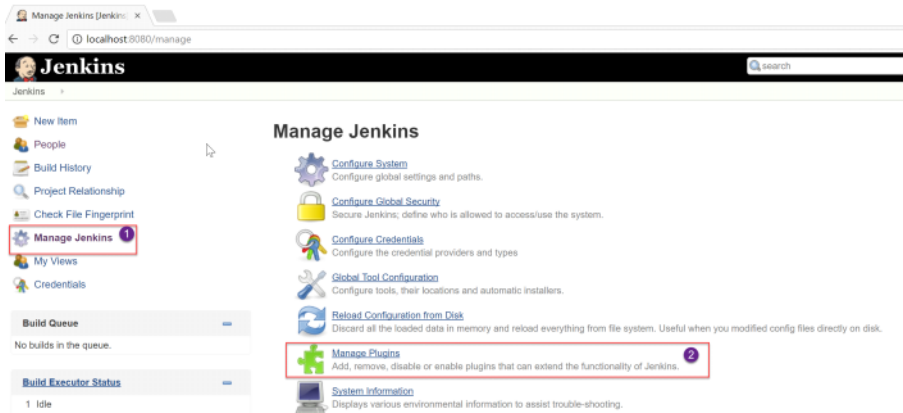 Manage Jenkins [Jenkins]
localhost:8080/manage
Jenkins
search
Jenkins
New Item
People
Build History
Project Relationship
Check File Fingerprint
Manage Jenkins 1
My Views
Credentials
Build Queue
No builds in the queue.
Build Executor Status
1 Idle
Manage Jenkins
Configure System
Configure global settings and paths.
Configure Global Security
Secure Jenkins; define who is allowed to access/use the system.
Configure Credentials
Configure the credential providers and types
Global Tool Configuration
Configure tools, their locations and automatic installers.
Reload Configuration from Disk
Discard all the loaded data in memory and reload everything from file system. Useful when you modified config files directly on disk.
Manage Plugins 2
Add, remove, disable or enable plugins that can extend the functionality of Jenkins.
System Information
Displays various environmental information to assist trouble-shooting.